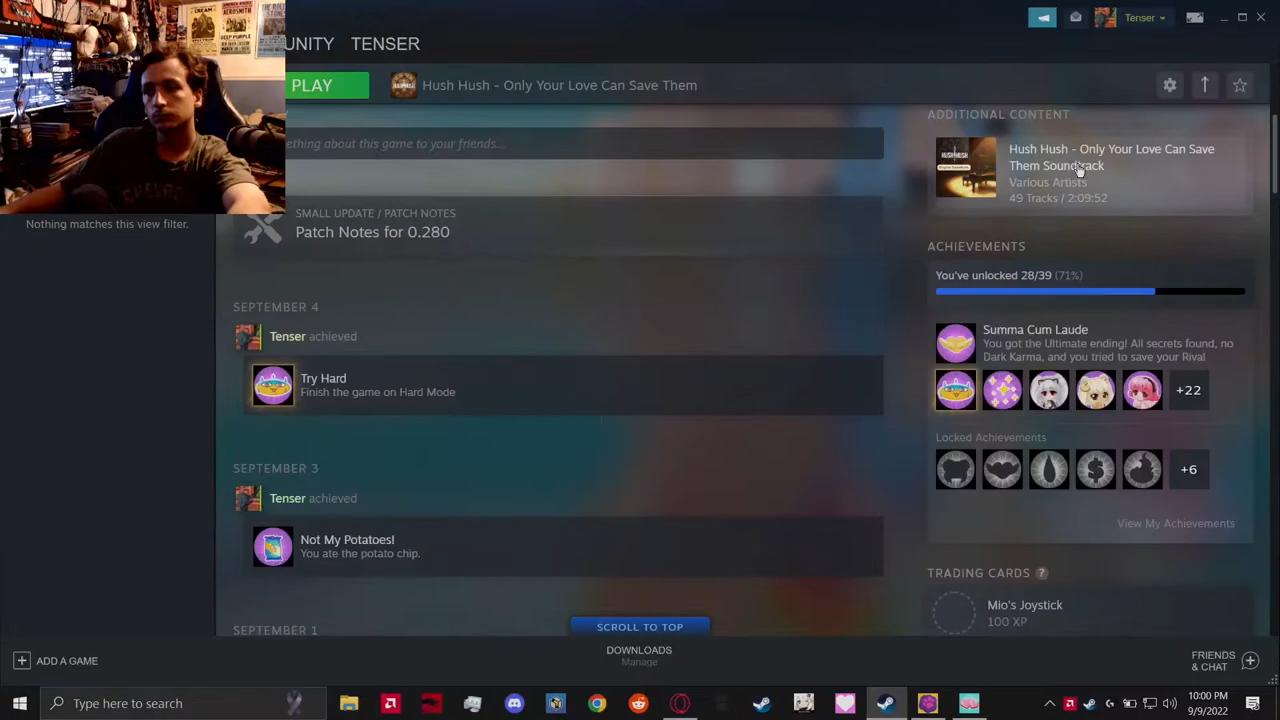 CREAM
AEROSMITH
DEEP PURPLE
Tenser
UNITY TENSER
PLAY
Hush Hush - Only Your Love Can Save Them
ething about this game to your friends...
Nothing matches this view filter.
SMALL UPDATE / PATCH NOTES
Patch Notes for 0.280
SEPTEMBER 4
Tenser achieved
Try Hard
Finish the game on Hard Mode
SEPTEMBER 3
Tenser achieved
Not My Potatoes!
You ate the potato chip.
SEPTEMBER 1
SCROLL TO TOP
ADDITIONAL CONTENT
HUSH HUSH
Hush Hush - Only Your Love Can Save
Them Soundtrack
Various Artists
49 Tracks / 2:09:52
ACHIEVEMENTS
You've unlocked 28/39 (71%)
Summa Cum Laude
You got the Ultimate ending! All secrets found, no
Dark Karma, and you tried to save your Rival
+22
Locked Achievements
+6
View My Achievements
TRADING CARDS ?
Mio's Joystick
100 XP
ADD A GAME
DOWNLOADS
Manage
FRIENDS
& CHAT
Type here to search
10:00 PM
9/9/2022